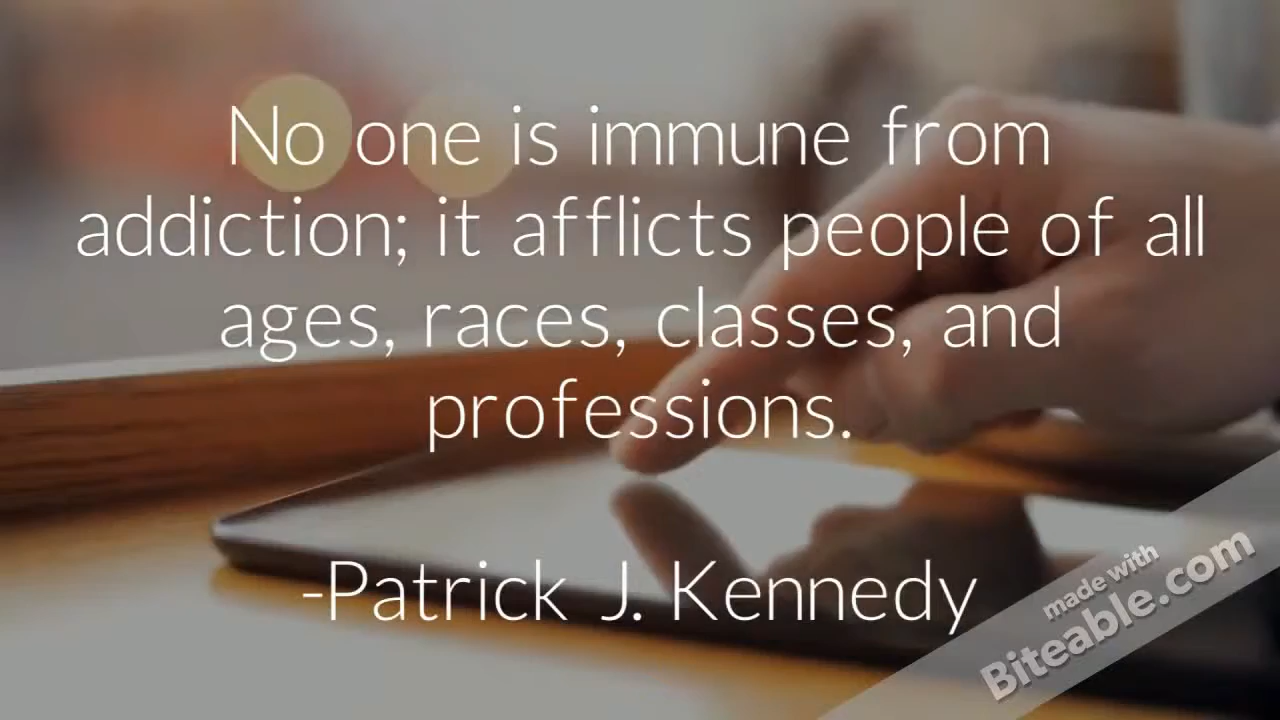 No one is immune from
addiction; it afflicts people of all
ages, races, classes, and
professions.
-Patrick J. Kennedy
made with
Biteable.com